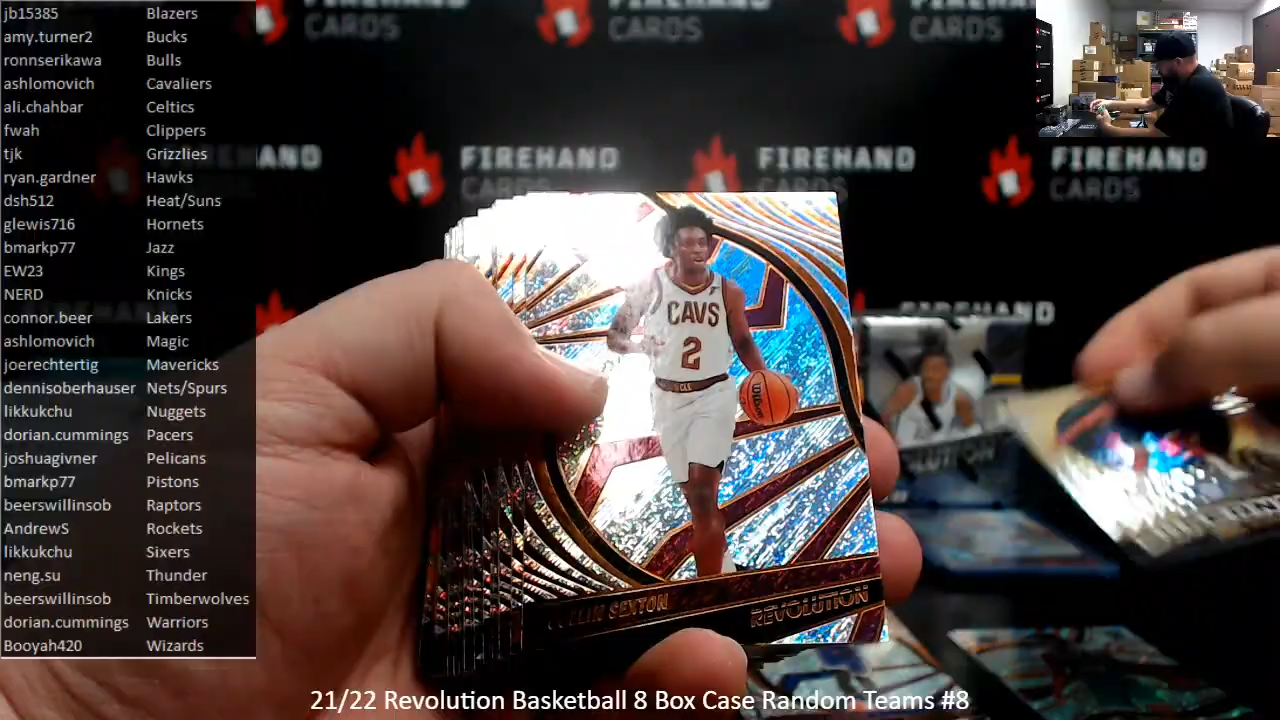 jb15385 Blazers
amy.turner2 Bucks
ronnserikawa Bulls
ashlomovich Cavaliers
ali.chahbar Celtics
fwah Clippers
tjk Grizzlies
ryan.gardner Hawks
dsh512 Heat/Suns
glewis716 Hornets
bmarkp77 Jazz
EW23 Kings
NERD Knicks
connor.beer Lakers
ashlomovich Magic
joerechtertig Mavericks
dennisoberhauser Nets/Spurs
likkukchu Nuggets
dorian.cummings Pacers
joshuagivner Pelicans
bmarkp77 Pistons
beerswillinsob Raptors
AndrewS Rockets
likkukchu Sixers
neng.su Thunder
beerswillinsob Timberwolves
dorian.cummings Warriors
Booyah420 Wizards
CARDS
CARDS
CARDS
FIREHAND
CARDS
FIREHAND
CARDS
FIREHAND
CARDS
CAVS
2
CLE
Wilson
SEXTON
REVOLUTION
21/22 Revolution Basketball 8 Box Case Random Teams #8